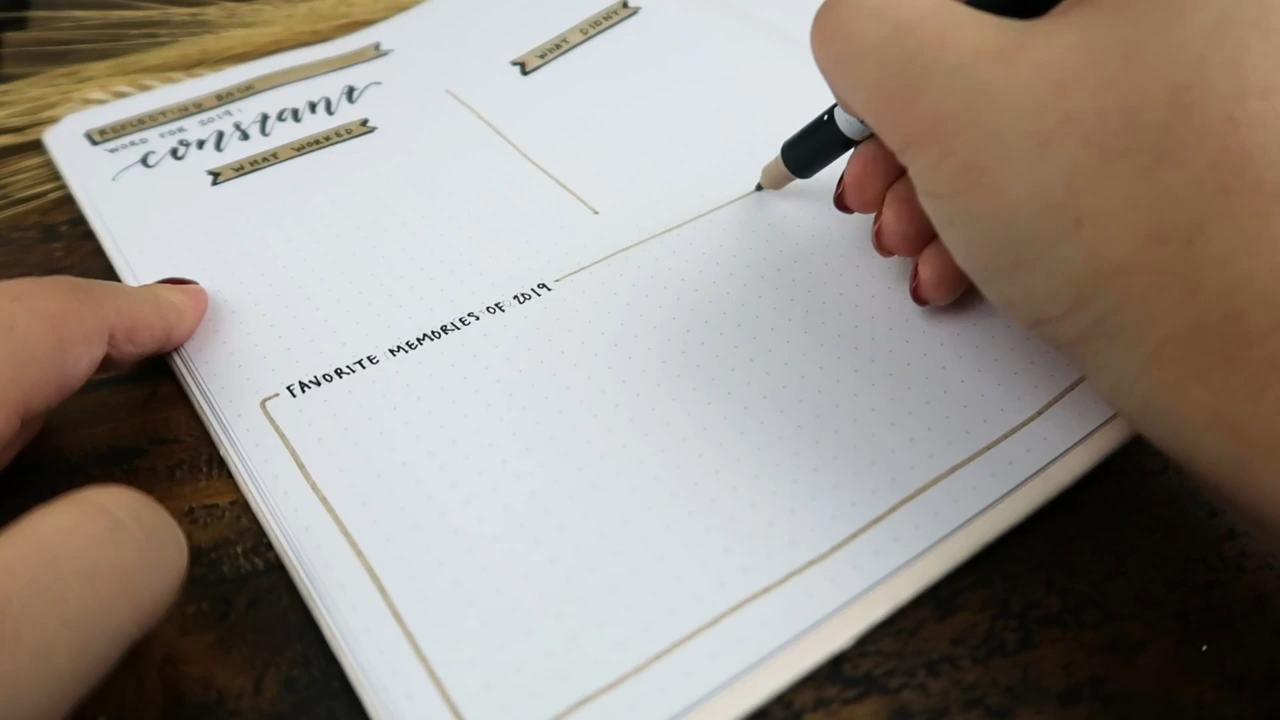 REFLECTING BACK
WORD FOR 2019:
constant
WHAT WORKED
WHAT DIDN'T
FAVORITE MEMORIES OF 2019